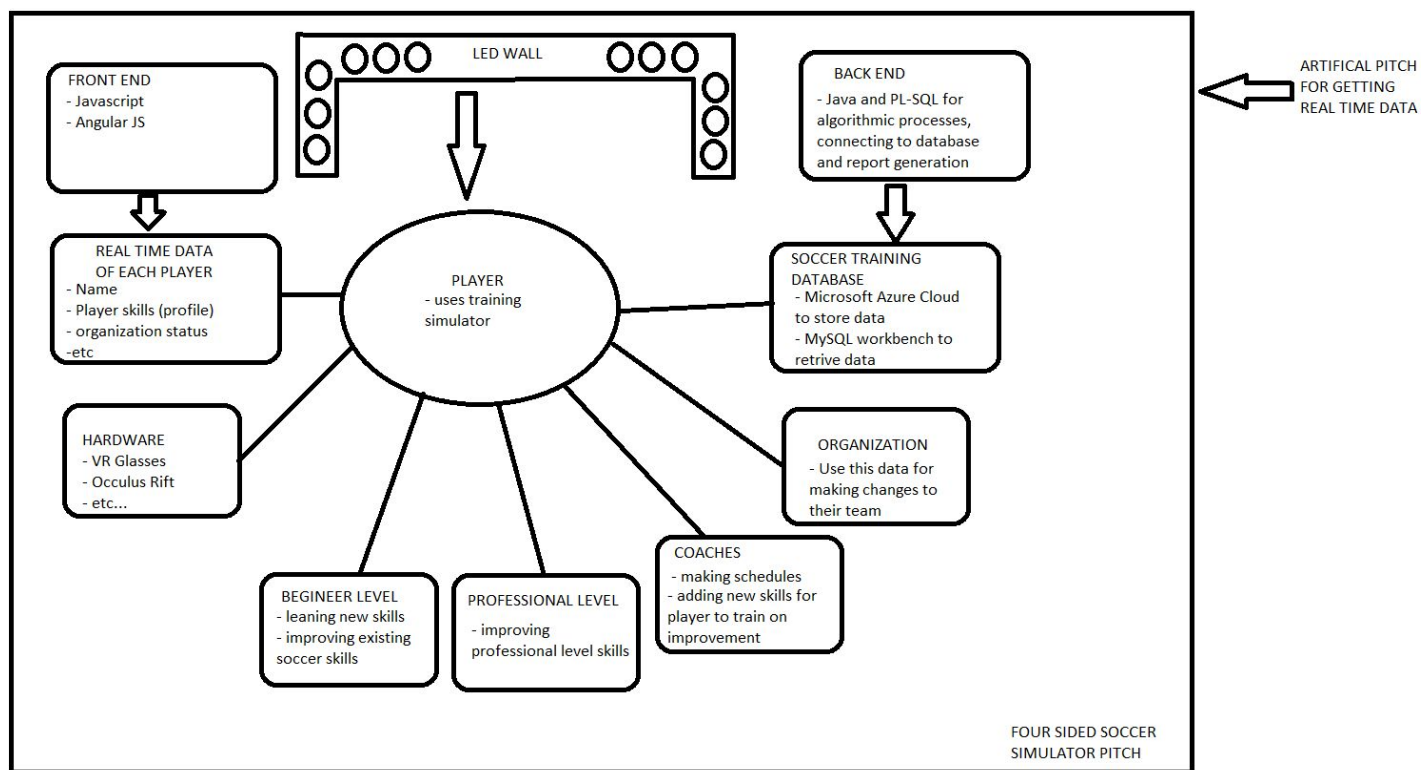 LED WALL
FRONT END
- Javascript
- Angular JS
BACK END
- Java and PL-SQL for
algorithmic processes,
connecting to database
and report generation
ARTIFICAL PITCH
FOR GETTING
REAL TIME DATA
REAL TIME DATA
OF EACH PLAYER
- Name
- Player skills (profile)
- organization status
-etc
PLAYER
- uses training
simulator
SOCCER TRAINING
DATABASE
- Microsoft Azure Cloud
to store data
- MySQL workbench to
retrive data
HARDWARE
- VR Glasses
- Occulus Rift
- etc...
ORGANIZATION
- Use this data for
making changes to
their team
BEGINEER LEVEL
- leaning new skills
- improving existing
soccer skills
PROFESSIONAL LEVEL
- improving
professional level skills
COACHES
- making schedules
- adding new skills for
player to train on
improvement
FOUR SIDED SOCCER
SIMULATOR PITCH